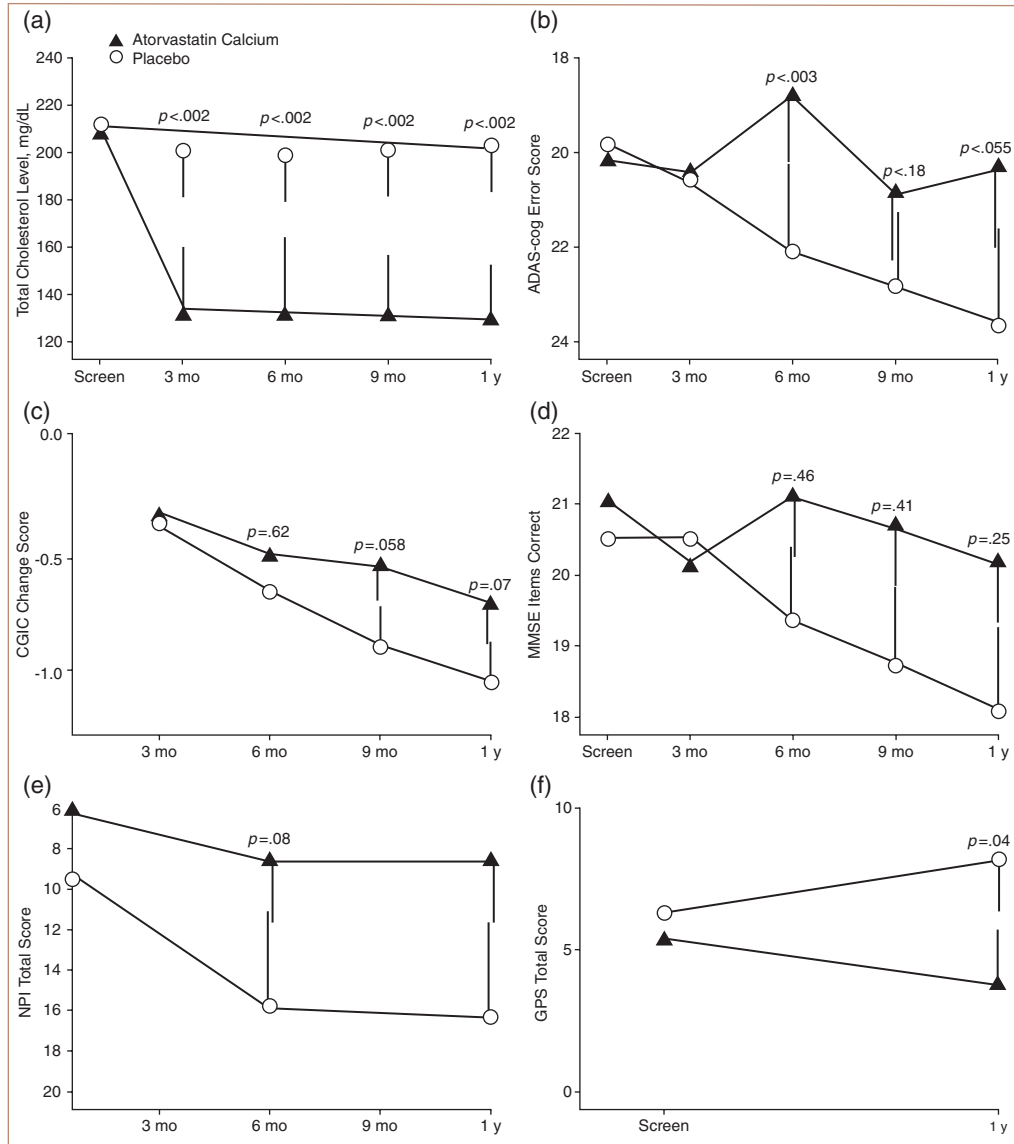 (a)
Atorvastatin Calcium
Placebo
Total Cholesterol Level, mg/dL
240
220
200
180
160
140
120
p<.002
p<.002
p<.002
p<.002
Screen
3 mo
6 mo
9 mo
1 y
(b)
ADAS-cog Error Score
18
20
22
24
p<.003
p<.18
p<.055
Screen
3 mo
6 mo
9 mo
1 y
(c)
CGIC Change Score
0.0
-0.5
-1.0
p=.62
p=.058
p=.07
3 mo
6 mo
9 mo
1 y
(d)
MMSE Items Correct
22
21
20
19
18
p=.46
p=.41
p=.25
Screen
3 mo
6 mo
9 mo
1 y
(e)
NPI Total Score
6
8
10
12
14
16
18
20
p=.08
3 mo
6 mo
9 mo
1 y
(f)
GPS Total Score
10
5
0
p=.04
Screen
1 y